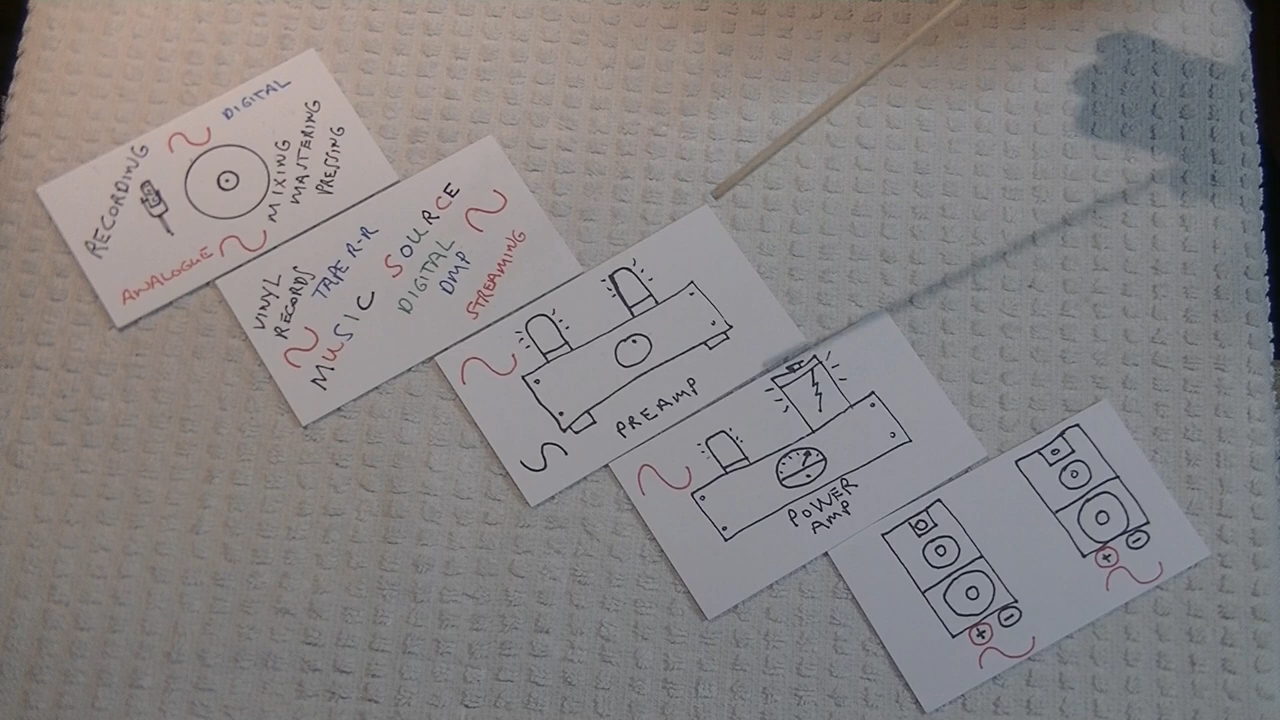 RECORDING
DIGITAL
MIXING
MASTERING
PRESSING
ANALOGUE
VINYL
RECORDS
TAPE R-R
MUSIC SOURCE
DIGITAL
DMP
STREAMING
PREAMP
POWER
AMP
+ -
+ -